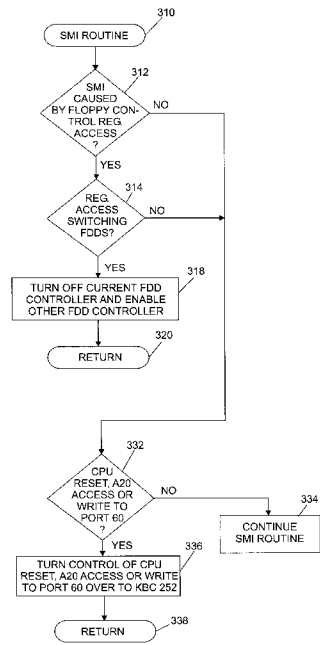 310
SMI ROUTINE
312
SMI
CAUSED
BY FLOPPY CON-
TROL REG.
ACCESS
?
NO
YES
314
REG.
ACCESS
SWITCHING
FDDS?
NO
YES
318
TURN OFF CURRENT FDD
CONTROLLER AND ENABLE
OTHER FDD CONTROLLER
320
RETURN
332
CPU
RESET, A20
ACCESS OR
WRITE TO
PORT 60
?
NO
334
CONTINUE
SMI ROUTINE
YES
336
TURN CONTROL OF CPU
RESET, A20 ACCESS OR WRITE
TO PORT 60 OVER TO KBC 252
338
RETURN